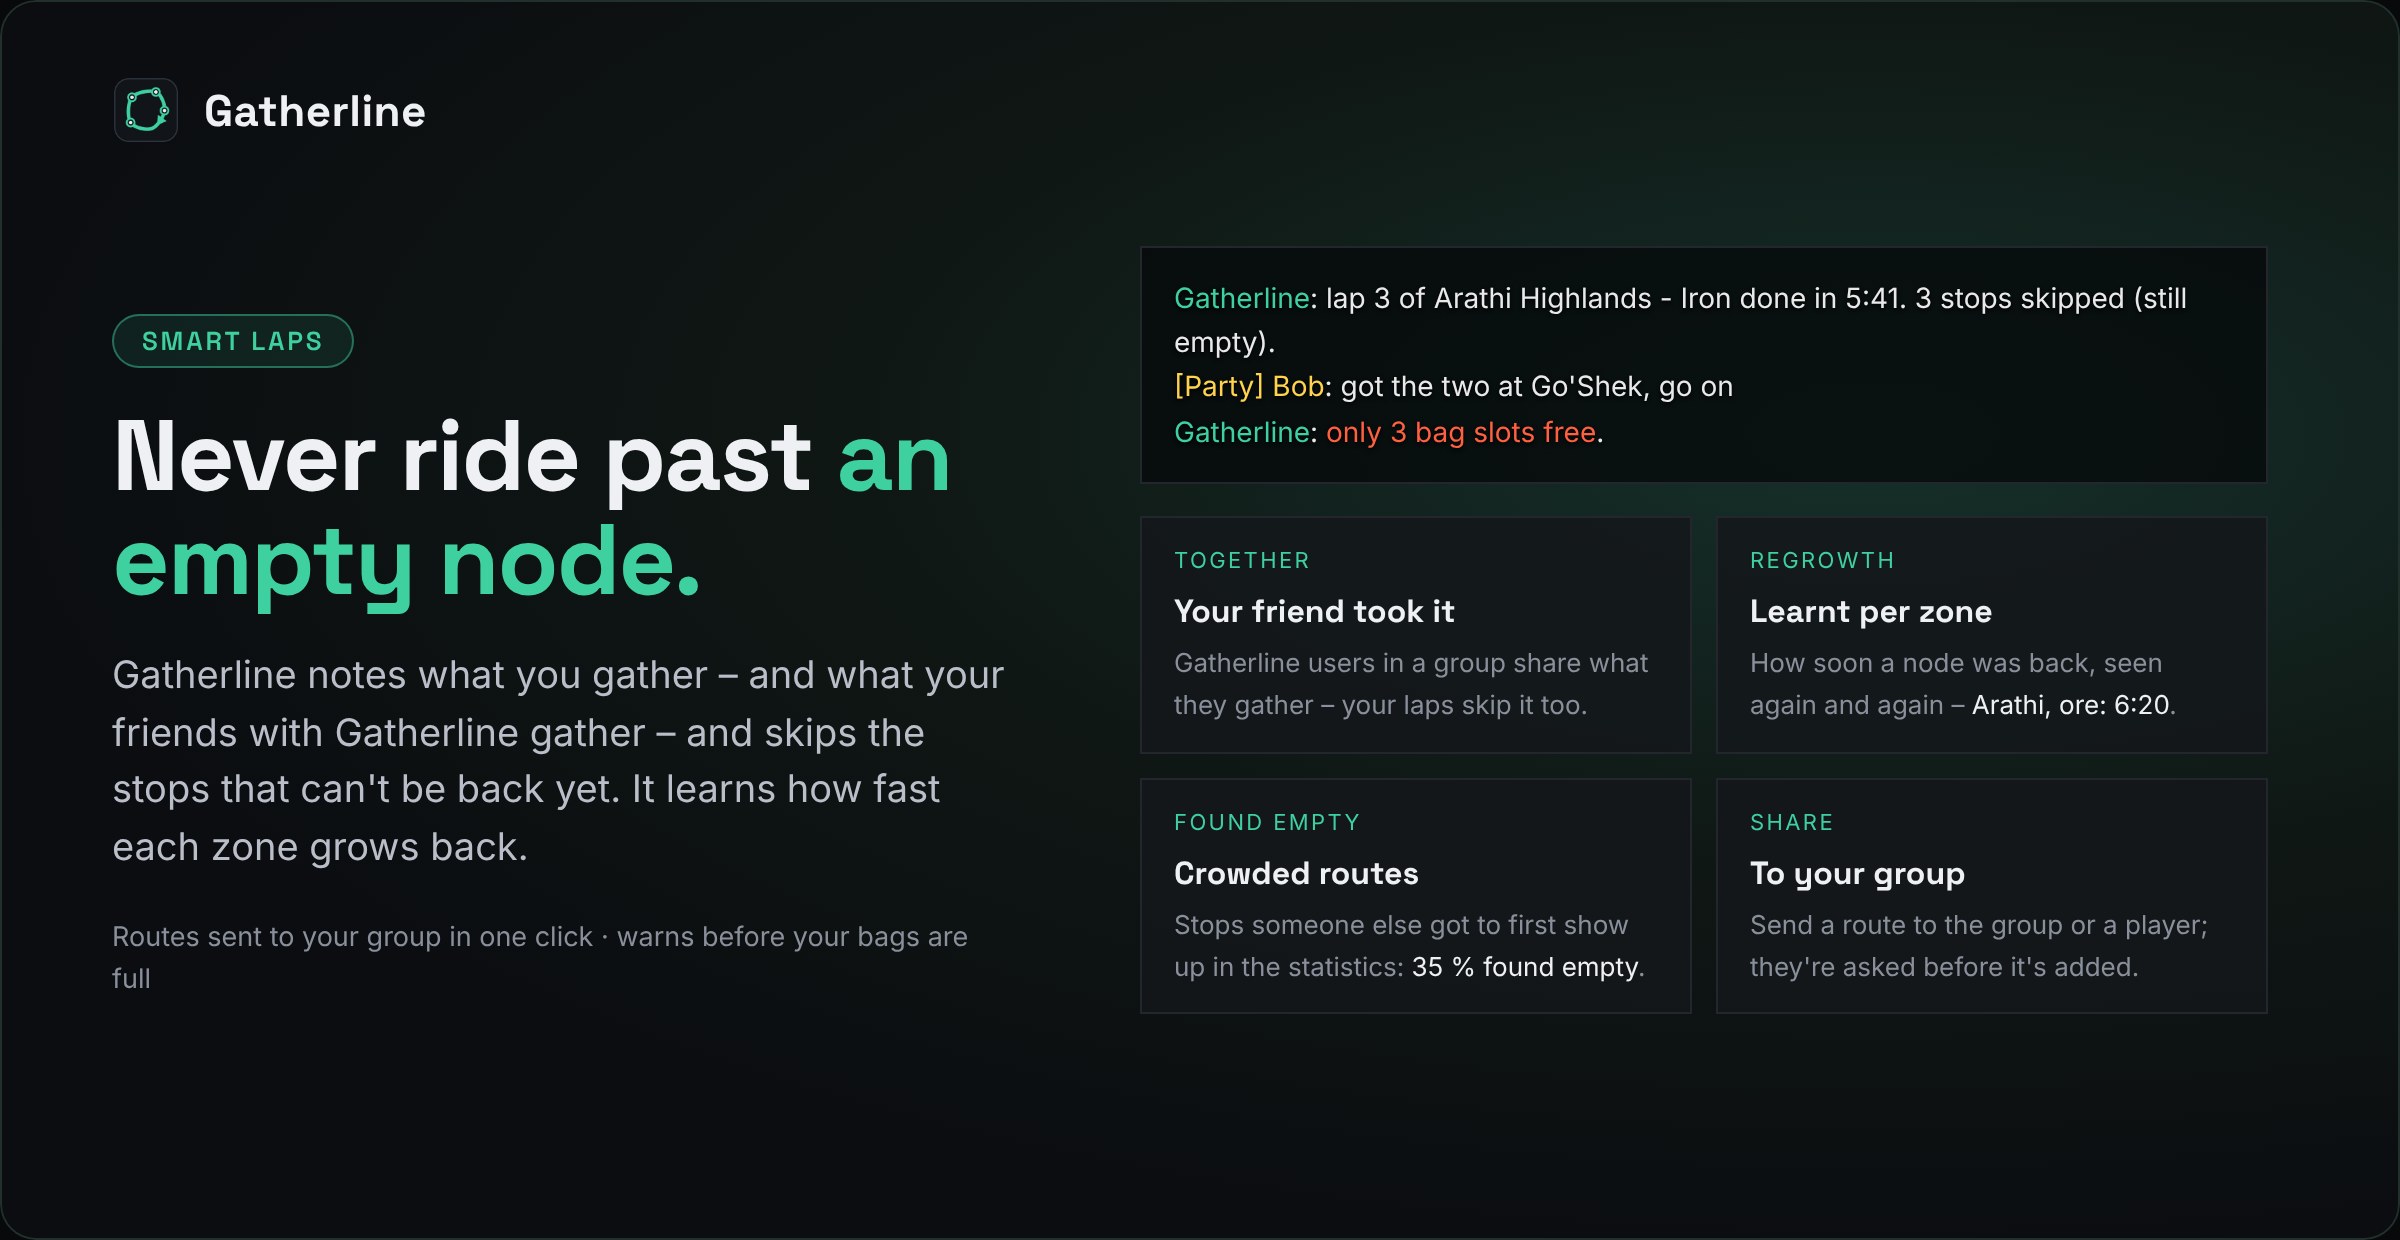 Gatherline
SMART LAPS
Never ride past an
empty node.
Gatherline notes what you gather – and what your
friends with Gatherline gather – and skips the
stops that can't be back yet. It learns how fast
each zone grows back.
Routes sent to your group in one click · warns before your bags are
full
Gatherline: lap 3 of Arathi Highlands - Iron done in 5:41. 3 stops skipped (still
empty).
[Party] Bob: got the two at Go'Shek, go on
Gatherline: only 3 bag slots free.
TOGETHER
Your friend took it
Gatherline users in a group share what
they gather – your laps skip it too.
REGROWTH
Learnt per zone
How soon a node was back, seen
again and again – Arathi, ore: 6:20.
FOUND EMPTY
Crowded routes
Stops someone else got to first show
up in the statistics: 35 % found empty.
SHARE
To your group
Send a route to the group or a player;
they're asked before it's added.